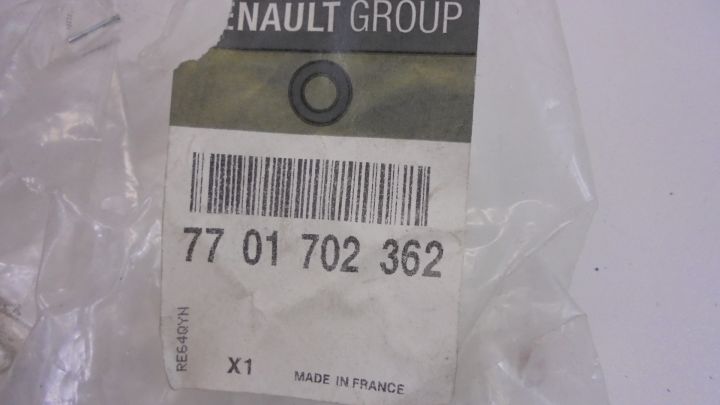 ENAULT GROUP
77 01 702 362
RE64QYN
X1
MADE IN FRANCE